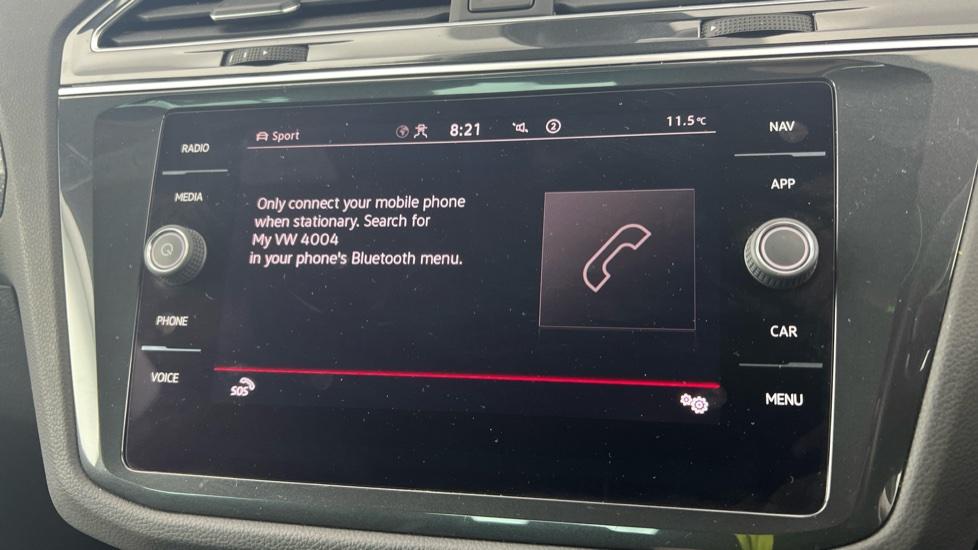 Sport 8:21 2 11.5°C
RADIO
MEDIA
PHONE
VOICE
Only connect your mobile phone
when stationary. Search for
My VW 4004
in your phone's Bluetooth menu.
SOS
NAV
APP
CAR
MENU